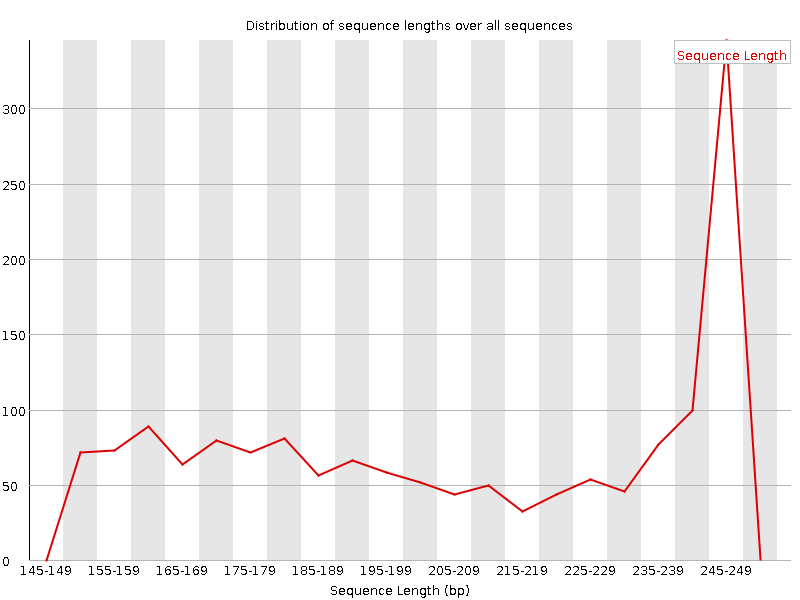 Distribution of sequence lengths over all sequences
Sequence Length
300
250
200
150
100
50
0
145-149 155-159 165-169 175-179 185-189 195-199 205-209 215-219 225-229 235-239 245-249
Sequence Length (bp)